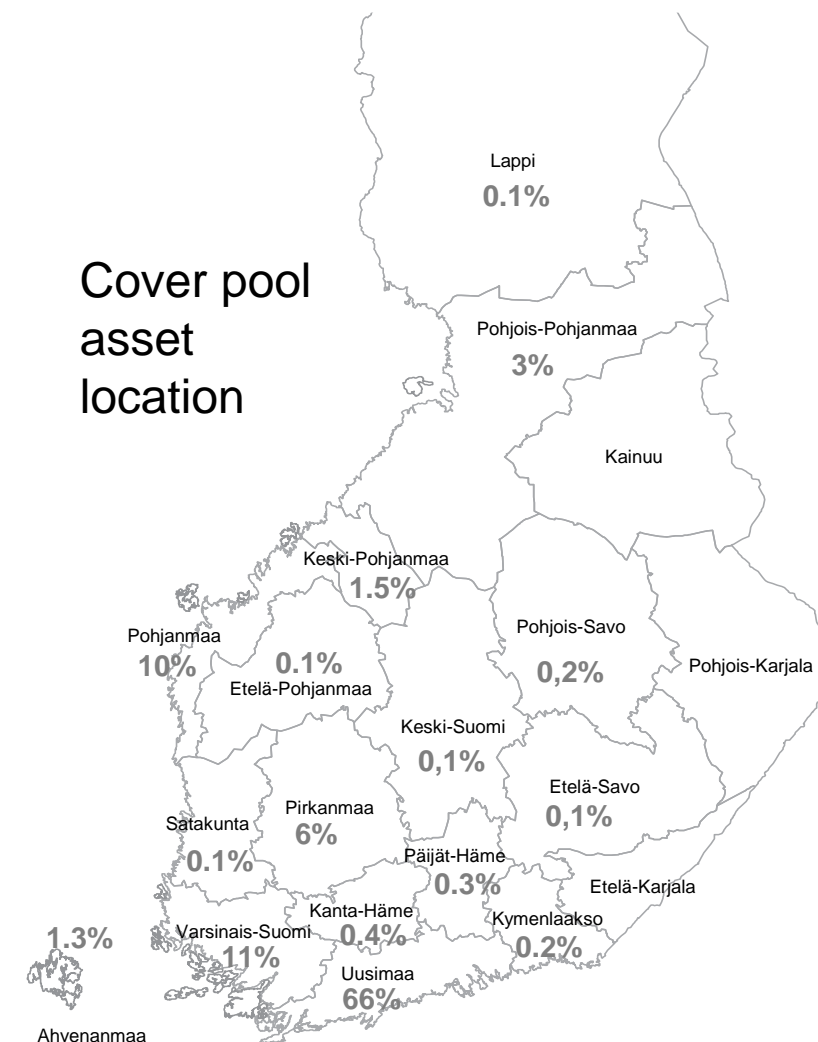 Lappi
0.1%
Cover pool
asset
location
Pohjois-Pohjanmaa
3%
Kainuu
Keski-Pohjanmaa
1.5%
Pohjanmaa
10%
0.1%
Etelä-Pohjanmaa
Pohjois-Savo
0,2%
Pohjois-Karjala
Keski-Suomi
0,1%
Etelä-Savo
0,1%
Pirkanmaa
6%
Satakunta
0.1%
Päijät-Häme
0.3%
Etelä-Karjala
Kanta-Häme
0.4%
Kymenlaakso
0.2%
Varsinais-Suomi
11%
1.3%
Ahvenanmaa
Uusimaa
66%